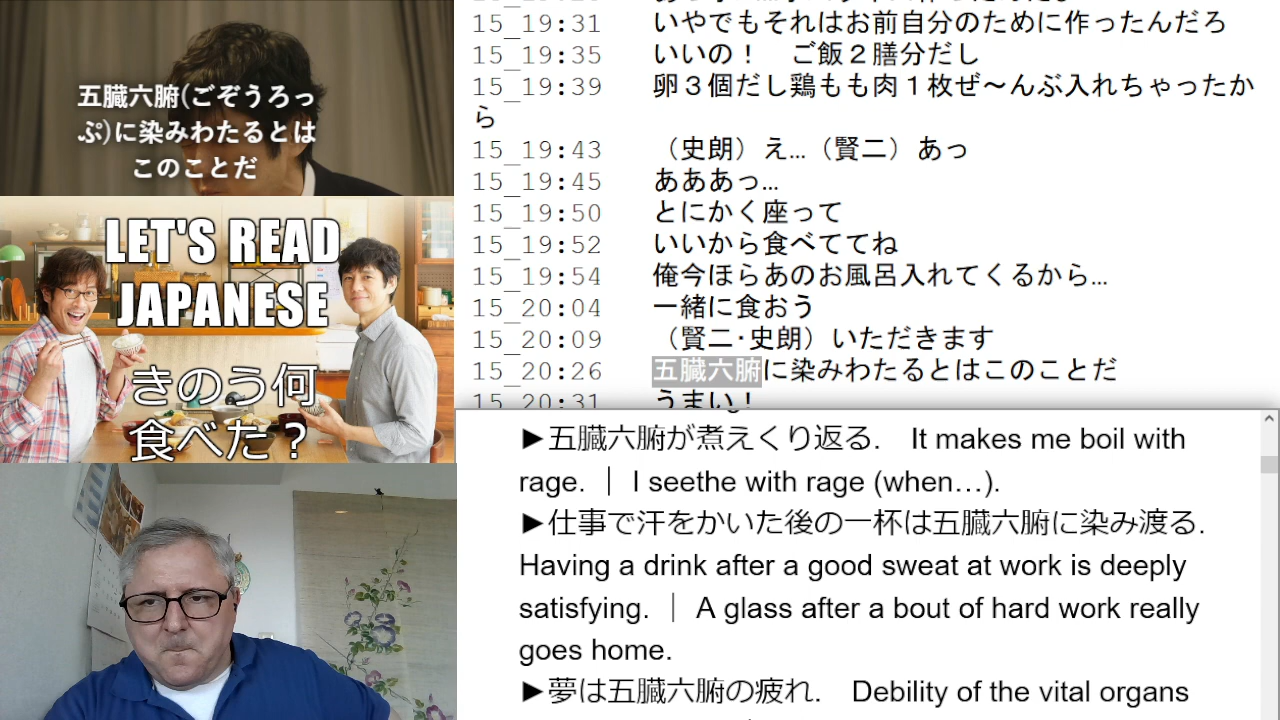 五臓六腑(ごぞうろっ
ぷ)に染みわたるとは
このことだ
LET'S READ
JAPANESE
きのう何
食べた？
15_19:31 いやでもそれはお前自分のために作ったんだろ
15_19:35 いいの！　ご飯２膳分だし
15_19:39 卵３個だし鶏もも肉１枚ぜ～んぶ入れちゃったか
ら
15_19:43 （史朗）え…（賢二）あっ
15_19:45 あああっ…
15_19:50 とにかく座って
15_19:52 いいから食べててね
15_19:54 俺今ほらあのお風呂入れてくるから…
15_20:04 一緒に食おう
15_20:09 （賢二･史朗）いただきます
15_20:26 五臓六腑に染みわたるとはこのことだ
15_20:31 うまい！
►五臓六腑が煮えくり返る. It makes me boil with
rage. ｜ I seethe with rage (when…).
►仕事で汗をかいた後の一杯は五臓六腑に染み渡る.
Having a drink after a good sweat at work is deeply
satisfying. ｜ A glass after a bout of hard work really
goes home.
►夢は五臓六腑の疲れ. Debility of the vital organs